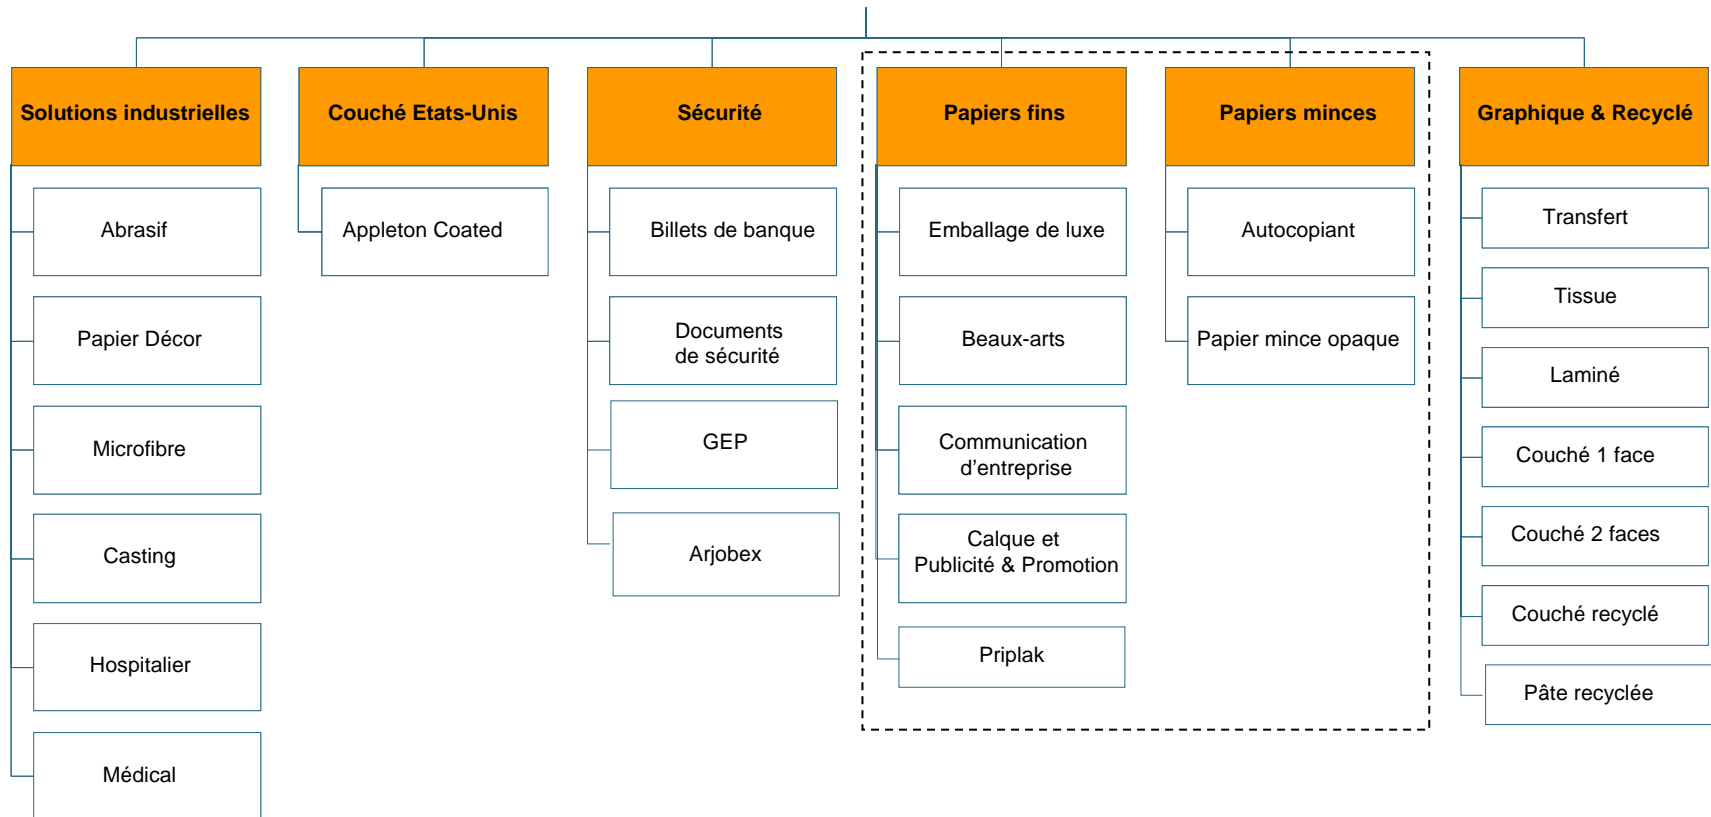 Solutions industrielles
Abrasif
Papier Décor
Microfibre
Casting
Hospitalier
Médical
Couché Etats-Unis
Appleton Coated
Sécurité
Billets de banque
Documents
de sécurité
GEP
Arjobex
Papiers fins
Emballage de luxe
Beaux-arts
Communication
d’entreprise
Calque et
Publicité & Promotion
Priplak
Papiers minces
Autocopiant
Papier mince opaque
Graphique & Recyclé
Transfert
Tissue
Laminé
Couché 1 face
Couché 2 faces
Couché recyclé
Pâte recyclée